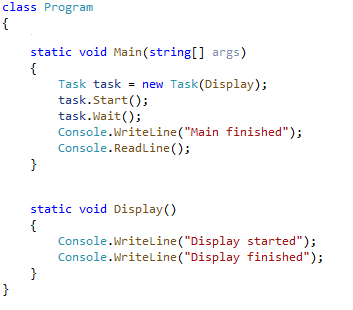 class Program
{
static void Main(string[] args)
{
Task task = new Task(Display);
task.Start();
task.Wait();
Console.WriteLine("Main finished");
Console.ReadLine();
}
static void Display()
{
Console.WriteLine("Display started");
Console.WriteLine("Display finished");
}
}